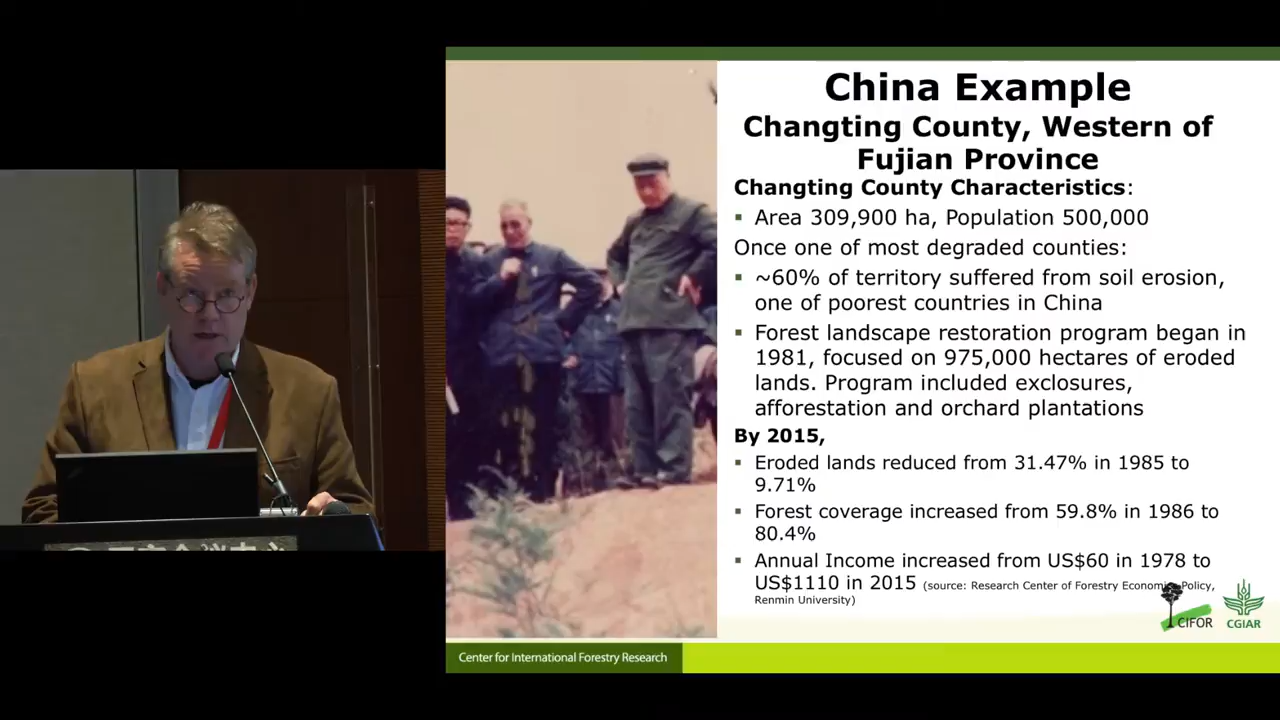 China Example
Changting County, Western of
Fujian Province
Changting County Characteristics:
▪ Area 309,900 ha, Population 500,000
Once one of most degraded counties:
▪ ~60% of territory suffered from soil erosion,
one of poorest countries in China
▪ Forest landscape restoration program began in
1981, focused on 975,000 hectares of eroded
lands. Program included exclosures,
afforestation and orchard plantations
By 2015,
▪ Eroded lands reduced from 31.47% in 1985 to
9.71%
▪ Forest coverage increased from 59.8% in 1986 to
80.4%
▪ Annual Income increased from US$60 in 1978 to
US$1110 in 2015 (source: Research Center of Forestry Economics Policy,
Renmin University)
CIFOR
CGIAR
Center for International Forestry Research